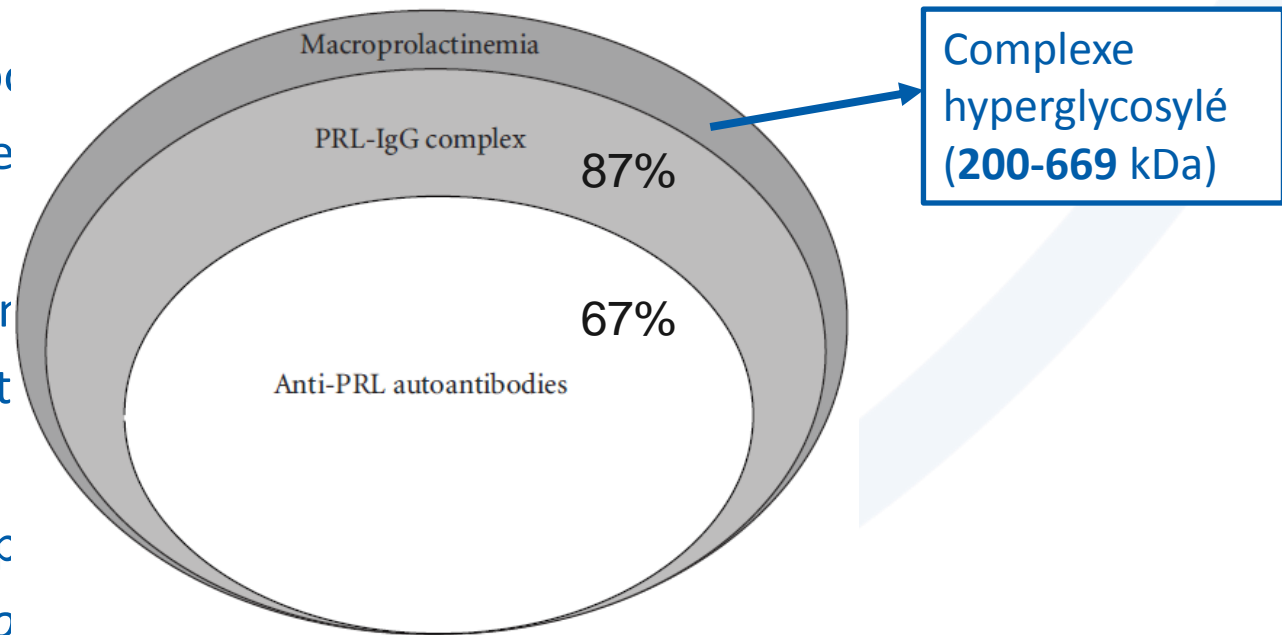 Macroprolactinemia
PRL-IgG complex
87%
67%
Anti-PRL autoantibodies
Complexe
hyperglycosylé
(200-669 kDa)